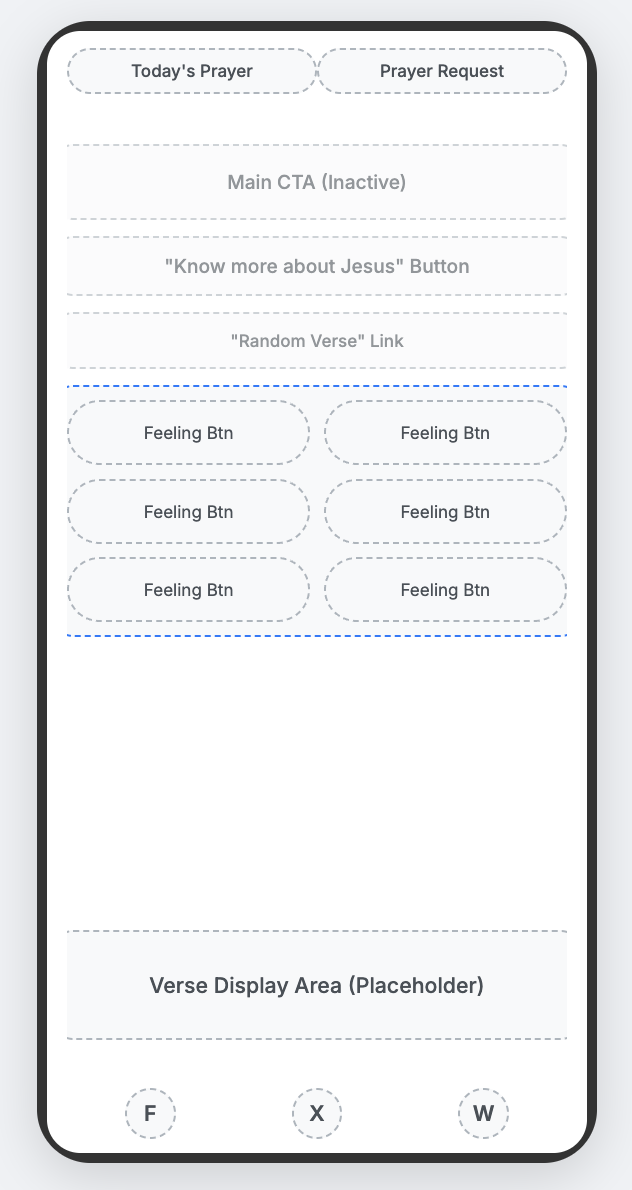 Today's Prayer
Prayer Request
Main CTA (Inactive)
"Know more about Jesus" Button
"Random Verse" Link
Feeling Btn
Feeling Btn
Feeling Btn
Feeling Btn
Feeling Btn
Feeling Btn
Verse Display Area (Placeholder)
F
X
W